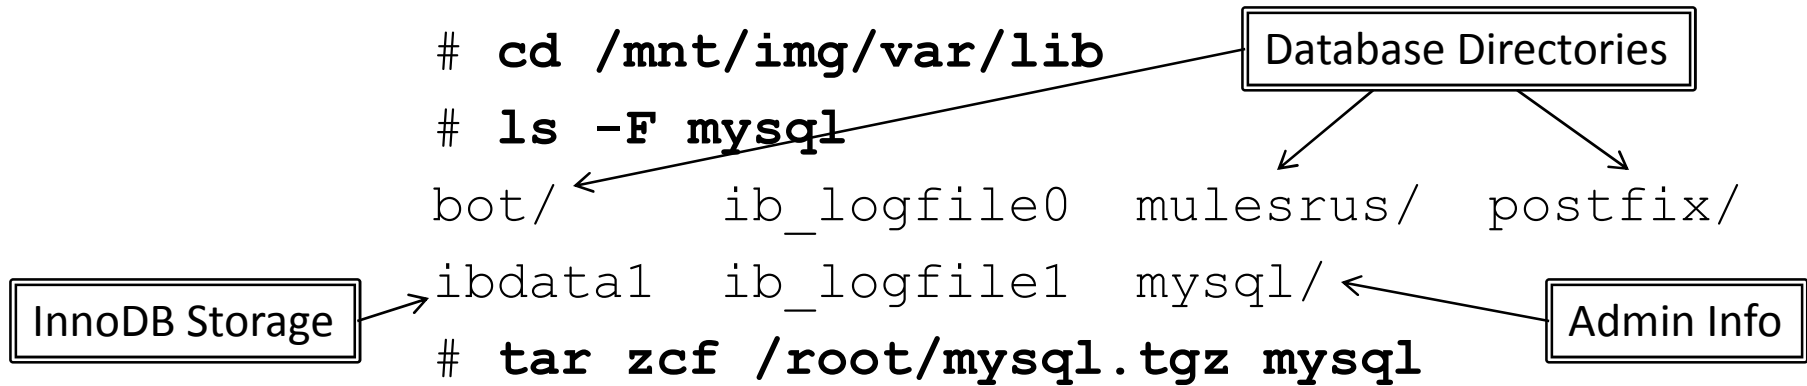 # cd /mnt/img/var/lib
Database Directories
# ls -F mysql
bot/ ib_logfile0 mulesrus/ postfix/
ibdata1 ib_logfile1 mysql/
InnoDB Storage
Admin Info
# tar zcf /root/mysql.tgz mysql